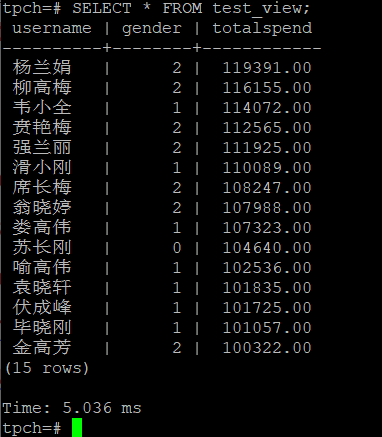 tpch=# SELECT * FROM test_view;
 username | gender | totalspend
----------+--------+------------
 杨兰娟   |      2 |  119391.00
 柳高梅   |      2 |  116155.00
 韦小全   |      1 |  114072.00
 贲艳梅   |      2 |  112565.00
 强兰丽   |      2 |  111925.00
 滑小刚   |      1 |  110089.00
 席长梅   |      2 |  108247.00
 翁晓婷   |      2 |  107988.00
 娄高伟   |      1 |  107323.00
 苏长刚   |      0 |  104640.00
 喻高伟   |      1 |  102536.00
 袁晓轩   |      1 |  101835.00
 伏成峰   |      1 |  101725.00
 毕晓刚   |      1 |  101057.00
 金高芳   |      2 |  100322.00
(15 rows)
Time: 5.036 ms
tpch=#